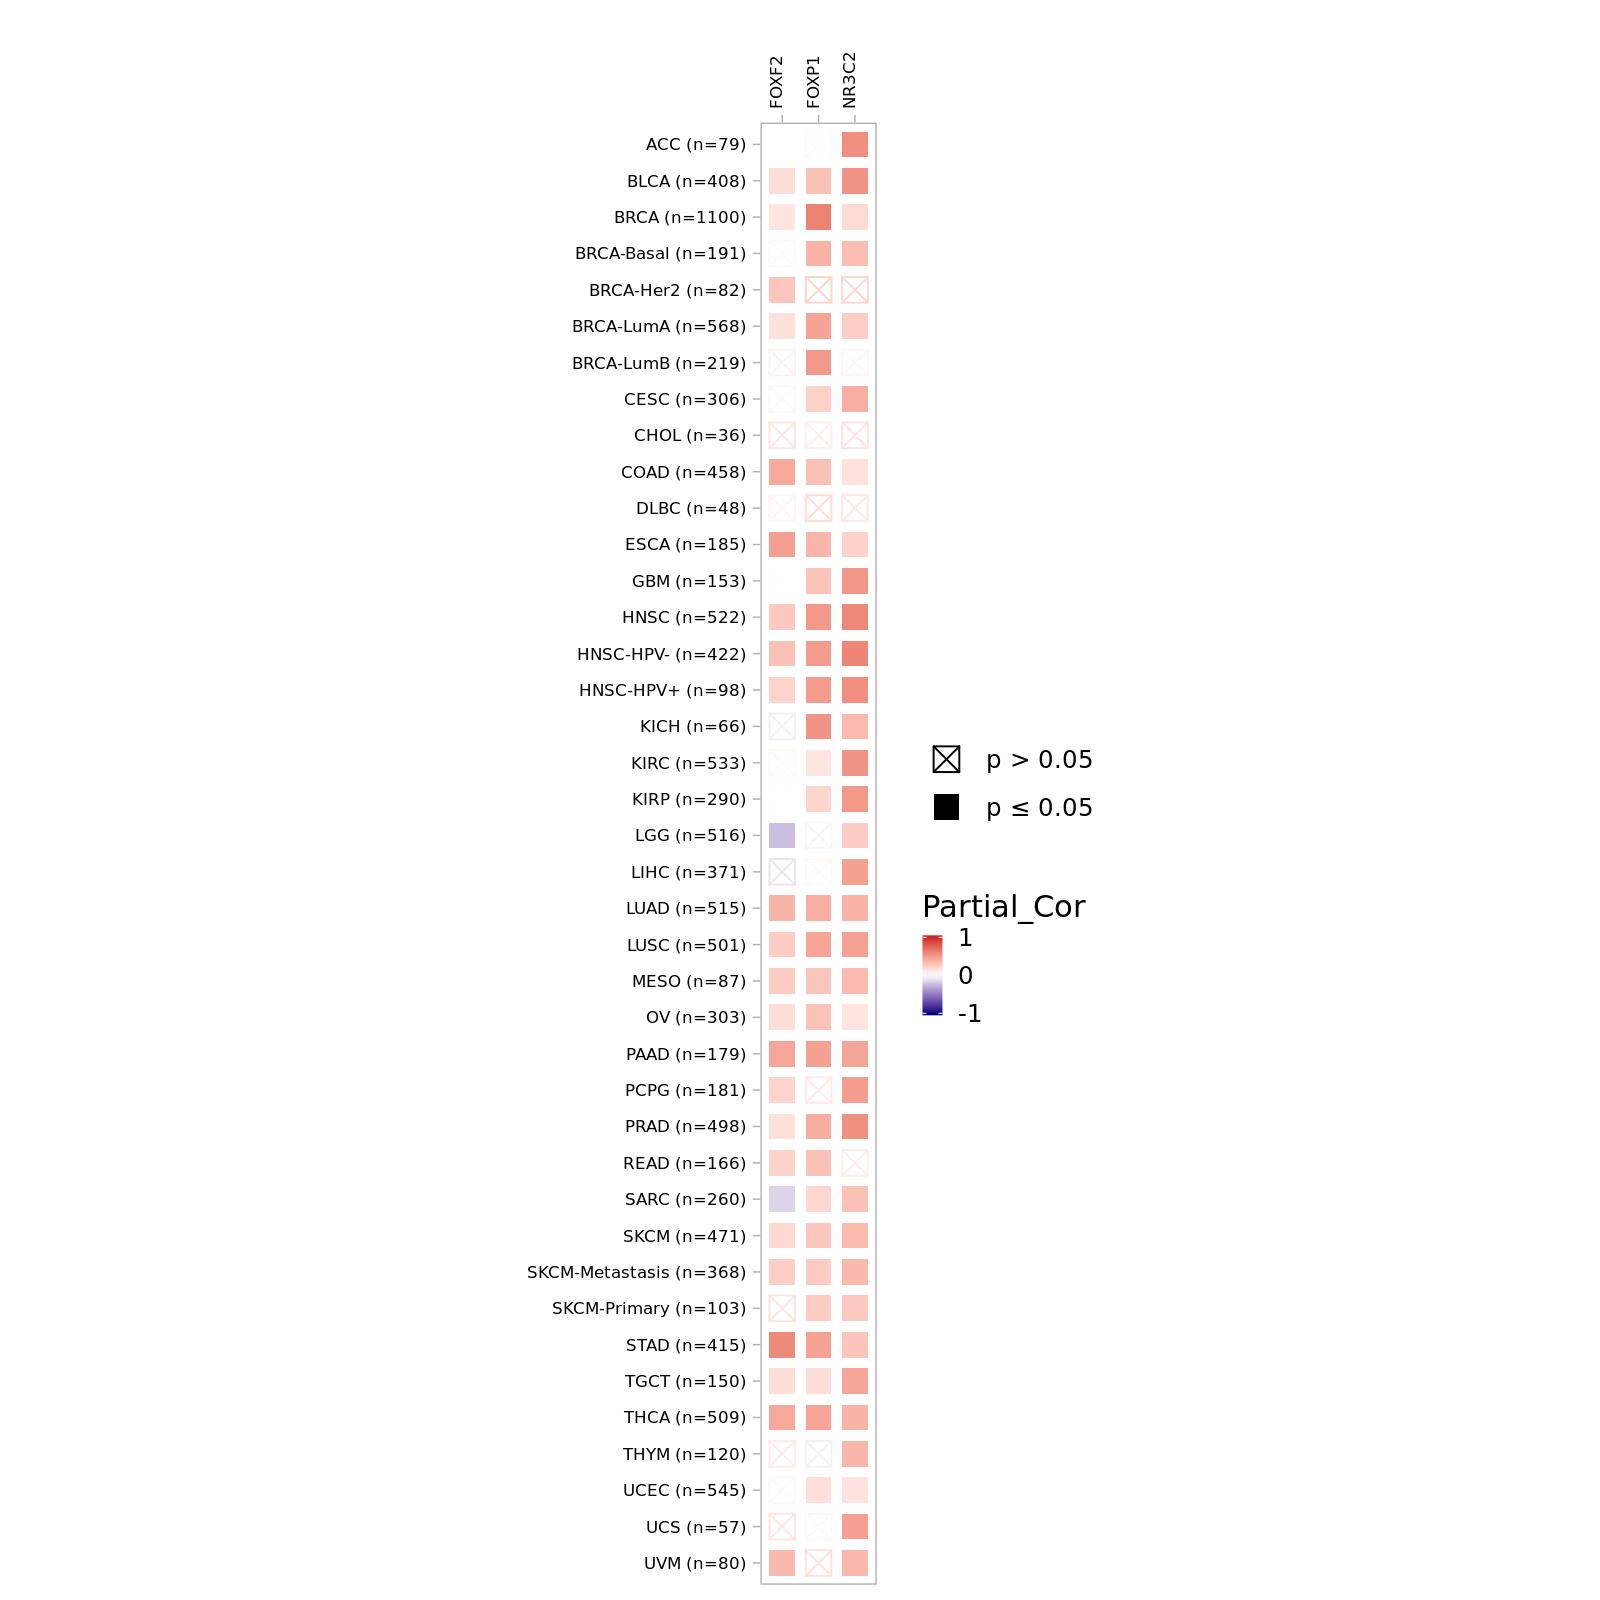 FOXF2
FOXP1
NR3C2
ACC (n=79)
BLCA (n=408)
BRCA (n=1100)
BRCA-Basal (n=191)
BRCA-Her2 (n=82)
BRCA-LumA (n=568)
BRCA-LumB (n=219)
CESC (n=306)
CHOL (n=36)
COAD (n=458)
DLBC (n=48)
ESCA (n=185)
GBM (n=153)
HNSC (n=522)
HNSC-HPV- (n=422)
HNSC-HPV+ (n=98)
KICH (n=66)
KIRC (n=533)
KIRP (n=290)
LGG (n=516)
LIHC (n=371)
LUAD (n=515)
LUSC (n=501)
MESO (n=87)
OV (n=303)
PAAD (n=179)
PCPG (n=181)
PRAD (n=498)
READ (n=166)
SARC (n=260)
SKCM (n=471)
SKCM-Metastasis (n=368)
SKCM-Primary (n=103)
STAD (n=415)
TGCT (n=150)
THCA (n=509)
THYM (n=120)
UCEC (n=545)
UCS (n=57)
UVM (n=80)
p > 0.05
p ≤ 0.05
Partial_Cor
1
0
-1